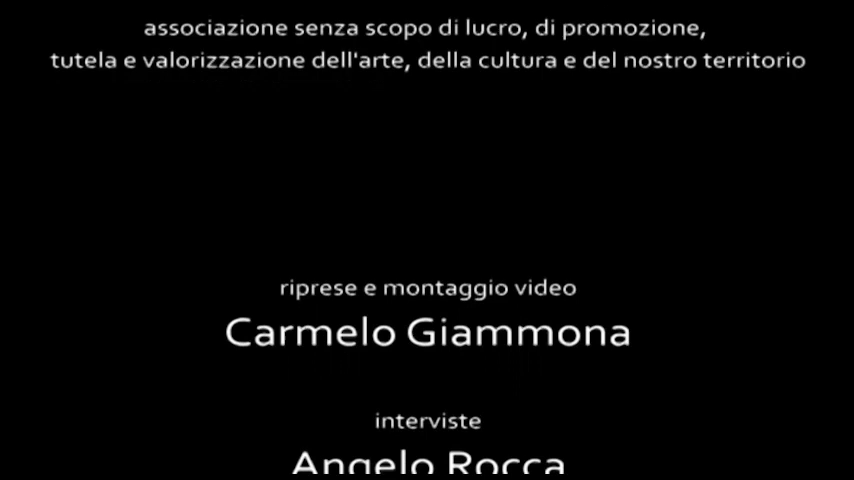 associazione senza scopo di lucro, di promozione,
tutela e valorizzazione dell'arte, della cultura e del nostro territorio
riprese e montaggio video
Carmelo Giammona
interviste
Angelo Rocca